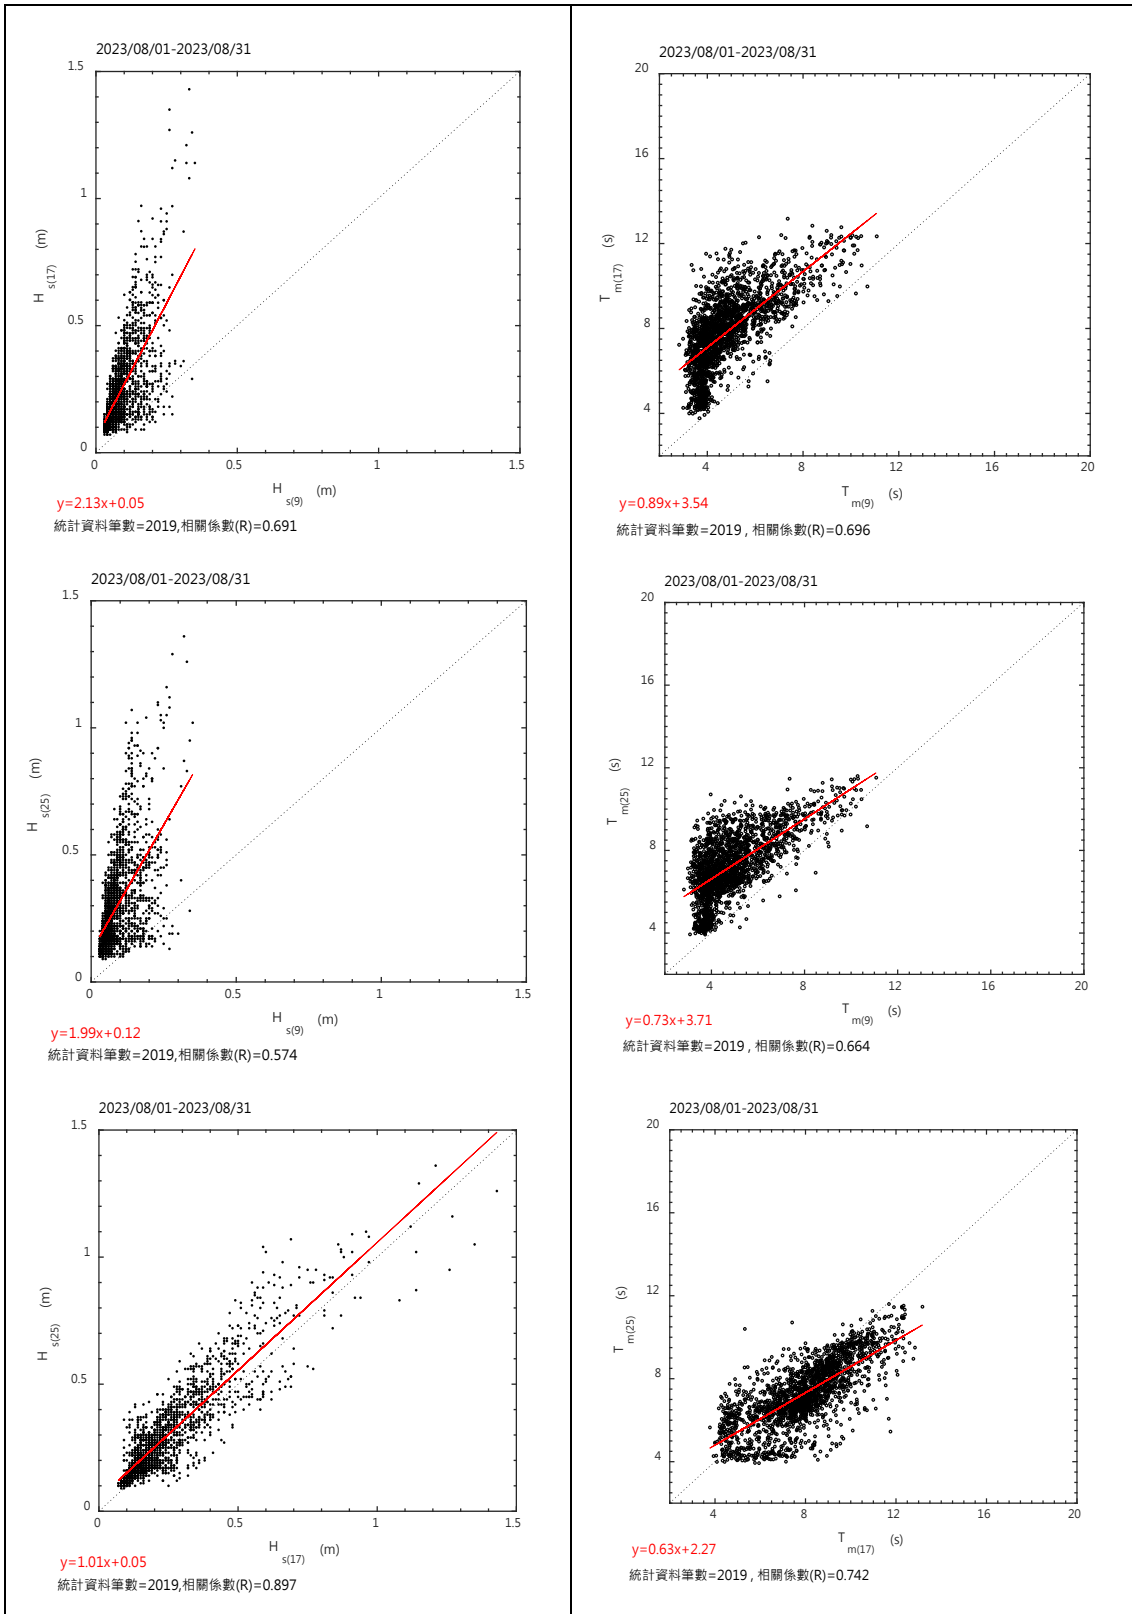 2023/08/01-2023/08/31
1.5
1
0.5
0
H s(17) (m)
0 0.5 1 1.5
H s(9) (m)
y=2.13x+0.05
統計資料筆數=2019,相關係數(R)=0.691
2023/08/01-2023/08/31
20
16
12
8
4
T m(17) (s)
4 8 12 16 20
T m(9) (s)
y=0.89x+3.54
統計資料筆數=2019 , 相關係數(R)=0.696
2023/08/01-2023/08/31
1.5
1
0.5
0
H s(25) (m)
0 0.5 1 1.5
H s(9) (m)
y=1.99x+0.12
統計資料筆數=2019,相關係數(R)=0.574
2023/08/01-2023/08/31
20
16
12
8
4
T m(25) (s)
4 8 12 16 20
T m(9) (s)
y=0.73x+3.71
統計資料筆數=2019 , 相關係數(R)=0.664
2023/08/01-2023/08/31
1.5
1
0.5
0
H s(25) (m)
0 0.5 1 1.5
H s(17) (m)
y=1.01x+0.05
統計資料筆數=2019,相關係數(R)=0.897
2023/08/01-2023/08/31
20
16
12
8
4
T m(25) (s)
4 8 12 16 20
T m(17) (s)
y=0.63x+2.27
統計資料筆數=2019 , 相關係數(R)=0.742